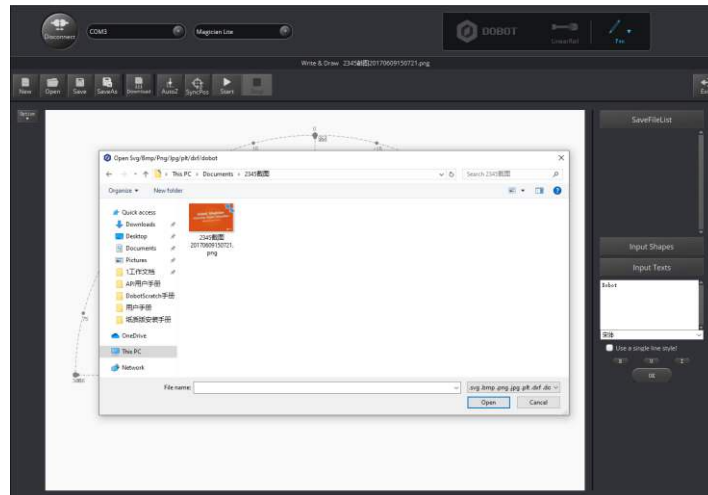 Disconnect
COM3
Magician Lite
DOBOT
LinearRail
Pen
Write & Draw 2345截图20170609150721.png
New
Open
Save
SaveAs
Download
AutoZ
SyncPos
Start
SaveFileList
Open Svg/Bmp/Png/jpg/plt/dxf/dobot
This PC > Documents > 2345截图
Search 2345截图
Organize
New folder
Quick access
Downloads
Desktop
Documents
Pictures
1工作文档
API用户手册
DobotScratch手册
用户手册
纸质版安装手册
OneDrive
This PC
Network
2345截图
20170609150721.
png
75
File name:
.svg .bmp .png .jpg .plt .dxf .do
Open
Cancel
Input Shapes
Input Texts
Dobot
宋体
Use a single line style!
OK